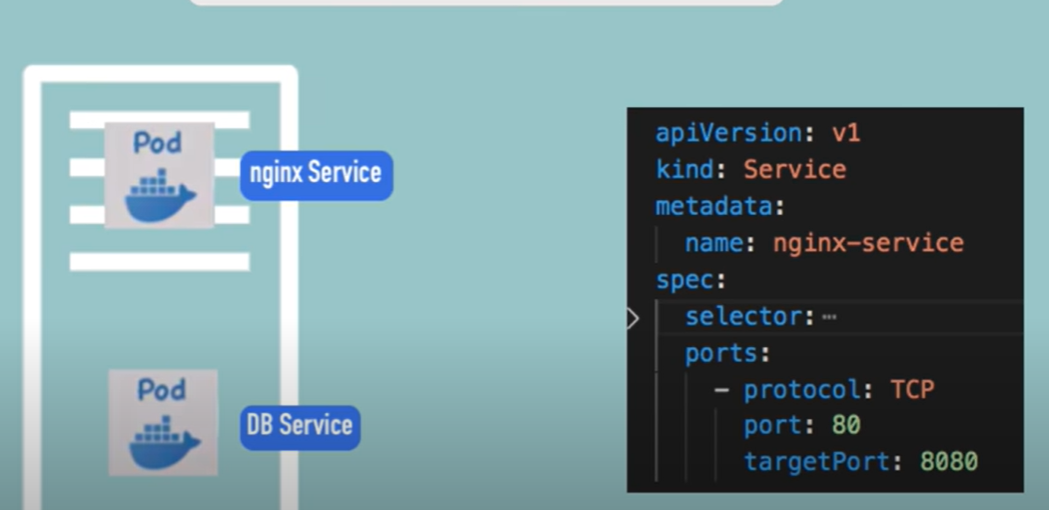 Pod
nginx Service
Pod
DB Service
apiVersion: v1
kind: Service
metadata:
name: nginx-service
spec:
selector:⋯
ports:
- protocol: TCP
port: 80
targetPort: 8080